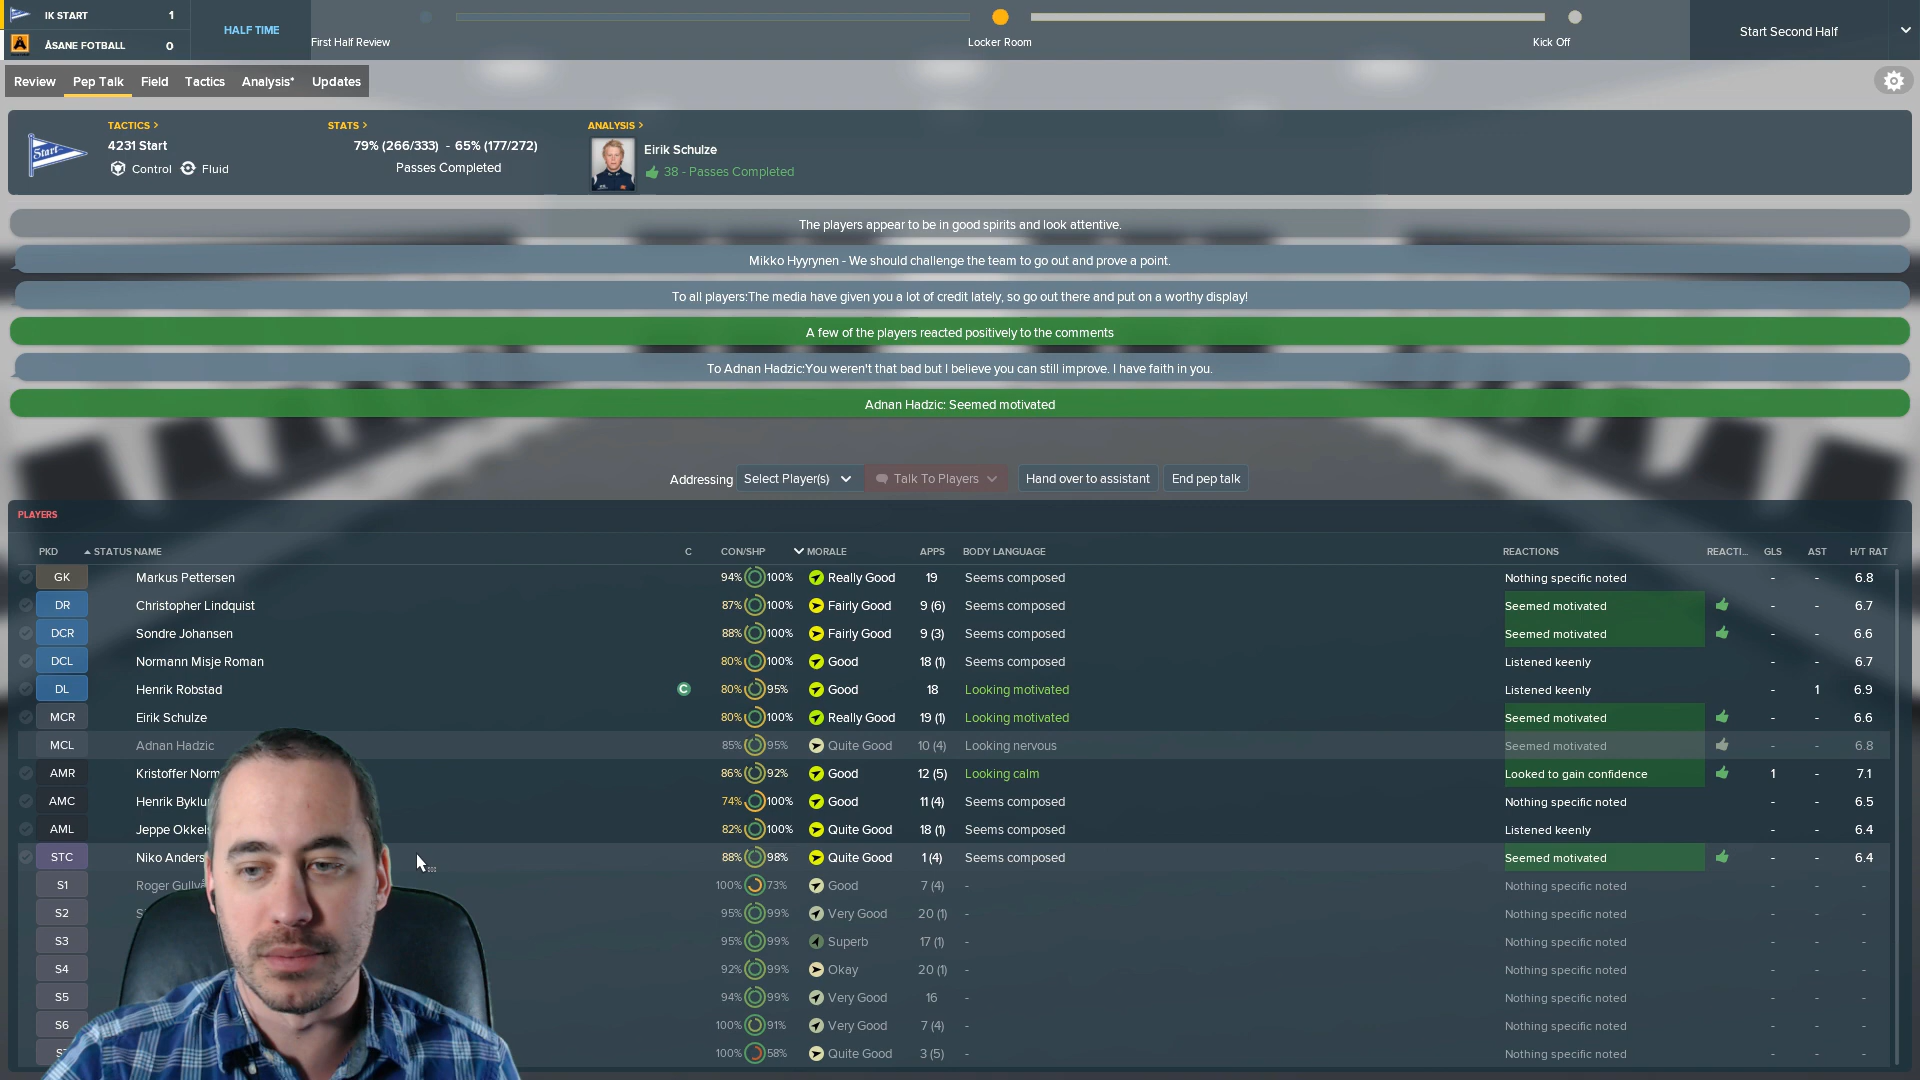 IK START 1
ÅSANE FOTBALL 0
HALF TIME
First Half Review
Locker Room
Kick Off
Start Second Half
Review Pep Talk Field Tactics Analysis* Updates
Start
TACTICS >
4231 Start
Control Fluid
STATS >
79% (266/333) - 65% (177/272)
Passes Completed
ANALYSIS >
Eirik Schulze
38 - Passes Completed
The players appear to be in good spirits and look attentive.
Mikko Hyyrynen - We should challenge the team to go out and prove a point.
To all players:The media have given you a lot of credit lately, so go out there and put on a worthy display!
A few of the players reacted positively to the comments
To Adnan Hadzic:You weren't that bad but I believe you can still improve. I have faith in you.
Adnan Hadzic: Seemed motivated
Addressing Select Player(s) Talk To Players Hand over to assistant End pep talk
PLAYERS
PKD STATUS NAME C CON/SHP MORALE APPS BODY LANGUAGE REACTIONS REACTI... GLS AST H/T RAT
GK Markus Pettersen 94% 100% Really Good 19 Seems composed Nothing specific noted - - 6.8
DR Christopher Lindquist 87% 100% Fairly Good 9 (6) Seems composed Seemed motivated - - 6.7
DCR Sondre Johansen 88% 100% Fairly Good 9 (3) Seems composed Seemed motivated - - 6.6
DCL Normann Misje Roman 80% 100% Good 18 (1) Seems composed Listened keenly - - 6.7
DL Henrik Robstad C 80% 95% Good 18 Looking motivated Listened keenly - 1 6.9
MCR Eirik Schulze 80% 100% Really Good 19 (1) Looking motivated Seemed motivated - - 6.6
MCL Adnan Hadzic 85% 95% Quite Good 10 (4) Looking nervous Seemed motivated - - 6.8
AMR Kristoffer 86% 92% Good 12 (5) Looking calm Looked to gain confidence 1 - 7.1
AMC Henrik 74% 100% Good 11 (4) Seems composed Nothing specific noted - - 6.5
AML Jeppe 82% 100% Quite Good 18 (1) Seems composed Listened keenly - - 6.4
STC Niko 88% 98% Quite Good 1 (4) Seems composed Seemed motivated - - 6.4
S1 Roger 100% 73% Good 7 (4) - Nothing specific noted - - -
S2 95% 99% Very Good 20 (1) - Nothing specific noted - - -
S3 95% 99% Superb 17 (1) - Nothing specific noted - - -
S4 92% 99% Okay 20 (1) - Nothing specific noted - - -
S5 94% 99% Very Good 16 - Nothing specific noted - - -
S6 100% 91% Very Good 7 (4) - Nothing specific noted - - -
100% 58% Quite Good 3 (5) - Nothing specific noted - - -